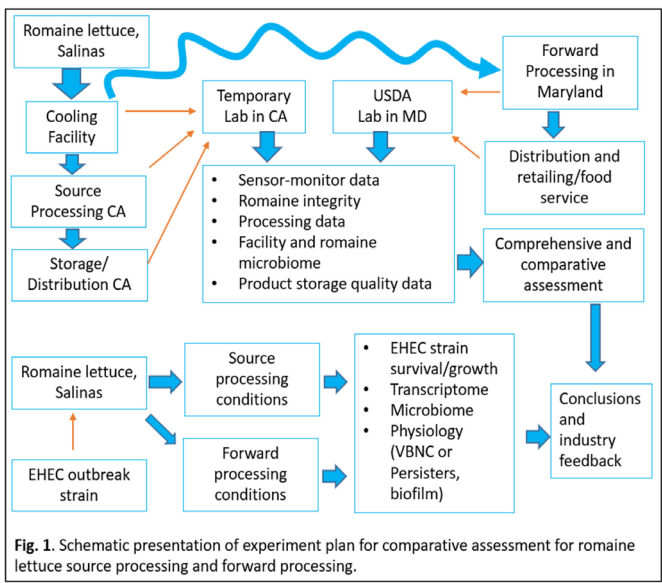 Romaine lettuce,
Salinas
Cooling
Facility
Source
Processing CA
Storage/
Distribution CA
Temporary
Lab in CA
USDA
Lab in MD
Forward
Processing in
Maryland
Distribution and
retailing/food
service
• Sensor-monitor data
• Romaine integrity
• Processing data
• Facility and romaine
microbiome
• Product storage quality data
Comprehensive and
comparative
assessment
Romaine lettuce,
Salinas
EHEC outbreak
strain
Source
processing
conditions
Forward
processing
conditions
• EHEC strain
survival/growth
• Transcriptome
• Microbiome
• Physiology
(VBNC or
Persisters,
biofilm)
Conclusions
and
industry
feedback
Fig. 1. Schematic presentation of experiment plan for comparative assessment for romaine
lettuce source processing and forward processing.